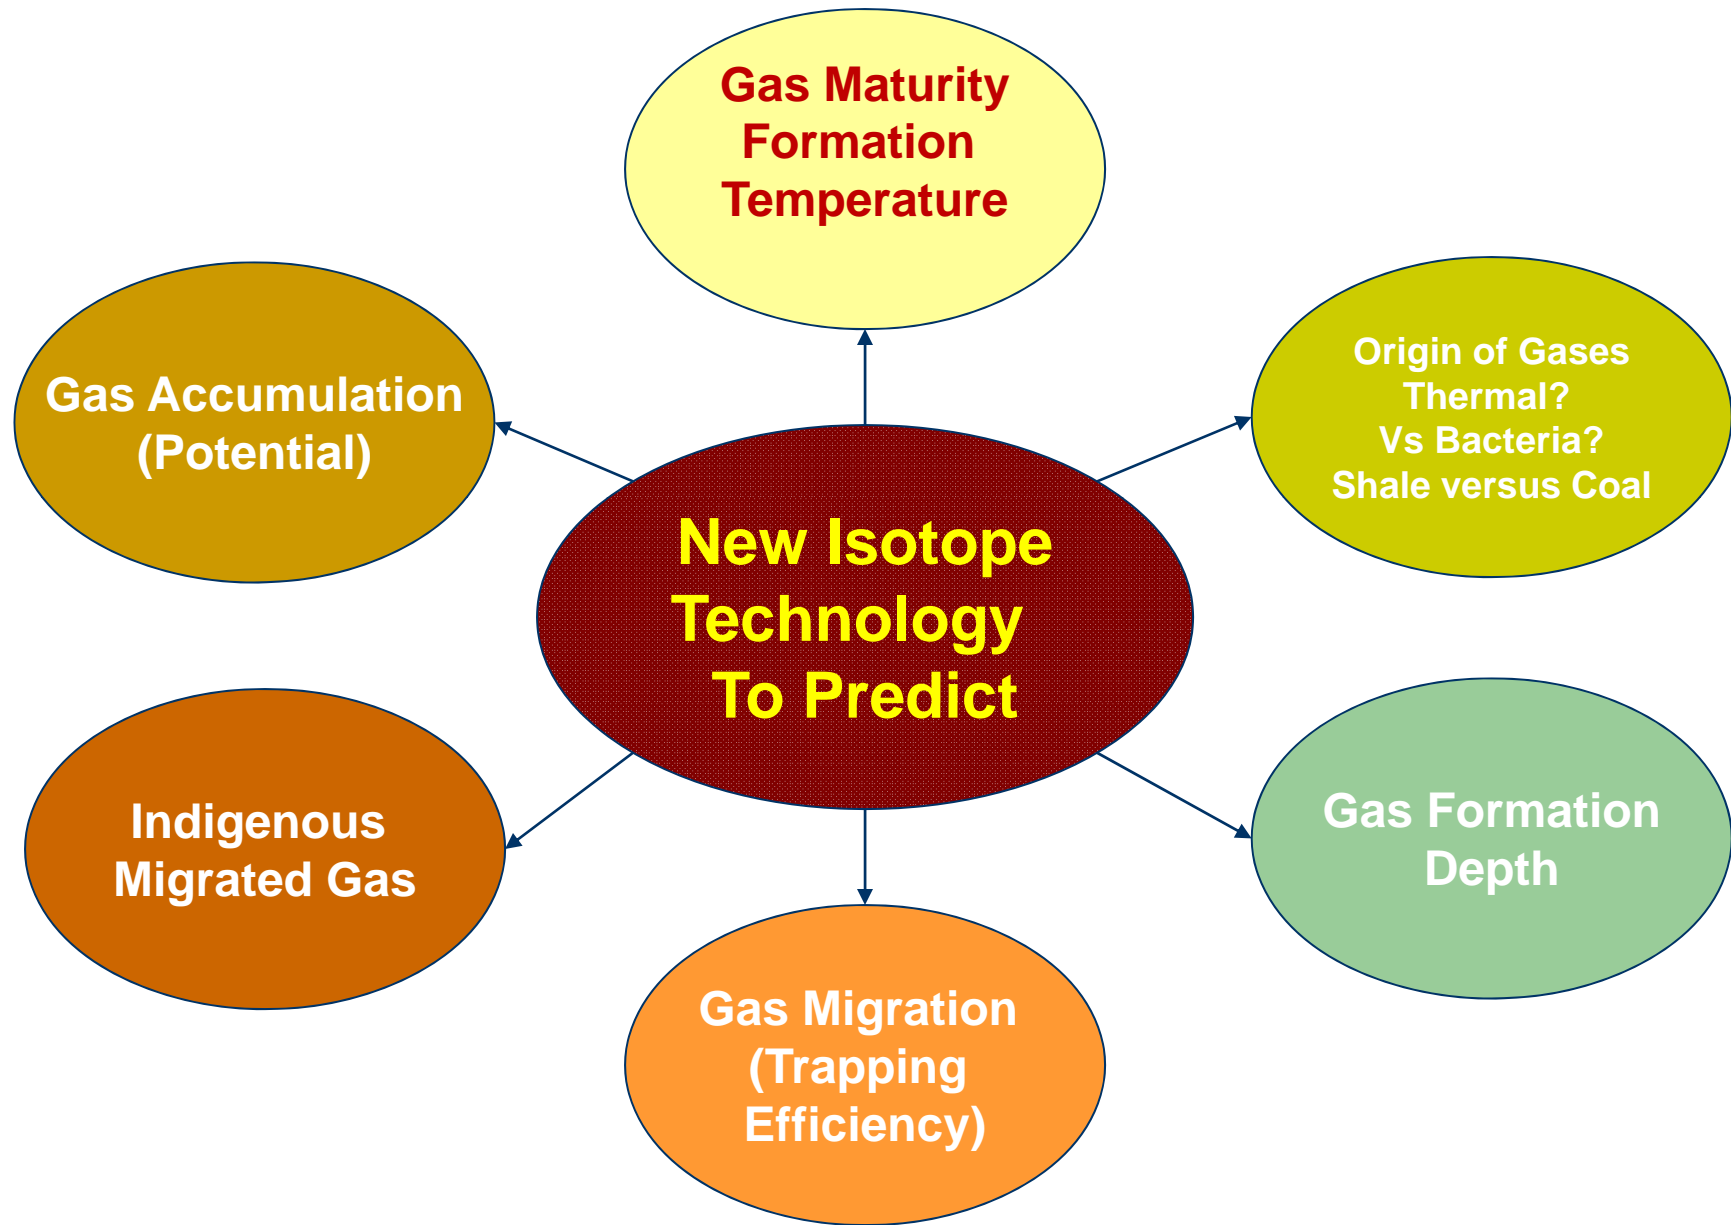 Gas Maturity
Formation
Temperature
Origin of Gases
Thermal?
Vs Bacteria?
Shale versus Coal
Gas Accumulation
(Potential)
New Isotope
Technology
To Predict
Indigenous
Migrated Gas
Gas Formation
Depth
Gas Migration
(Trapping
Efficiency)